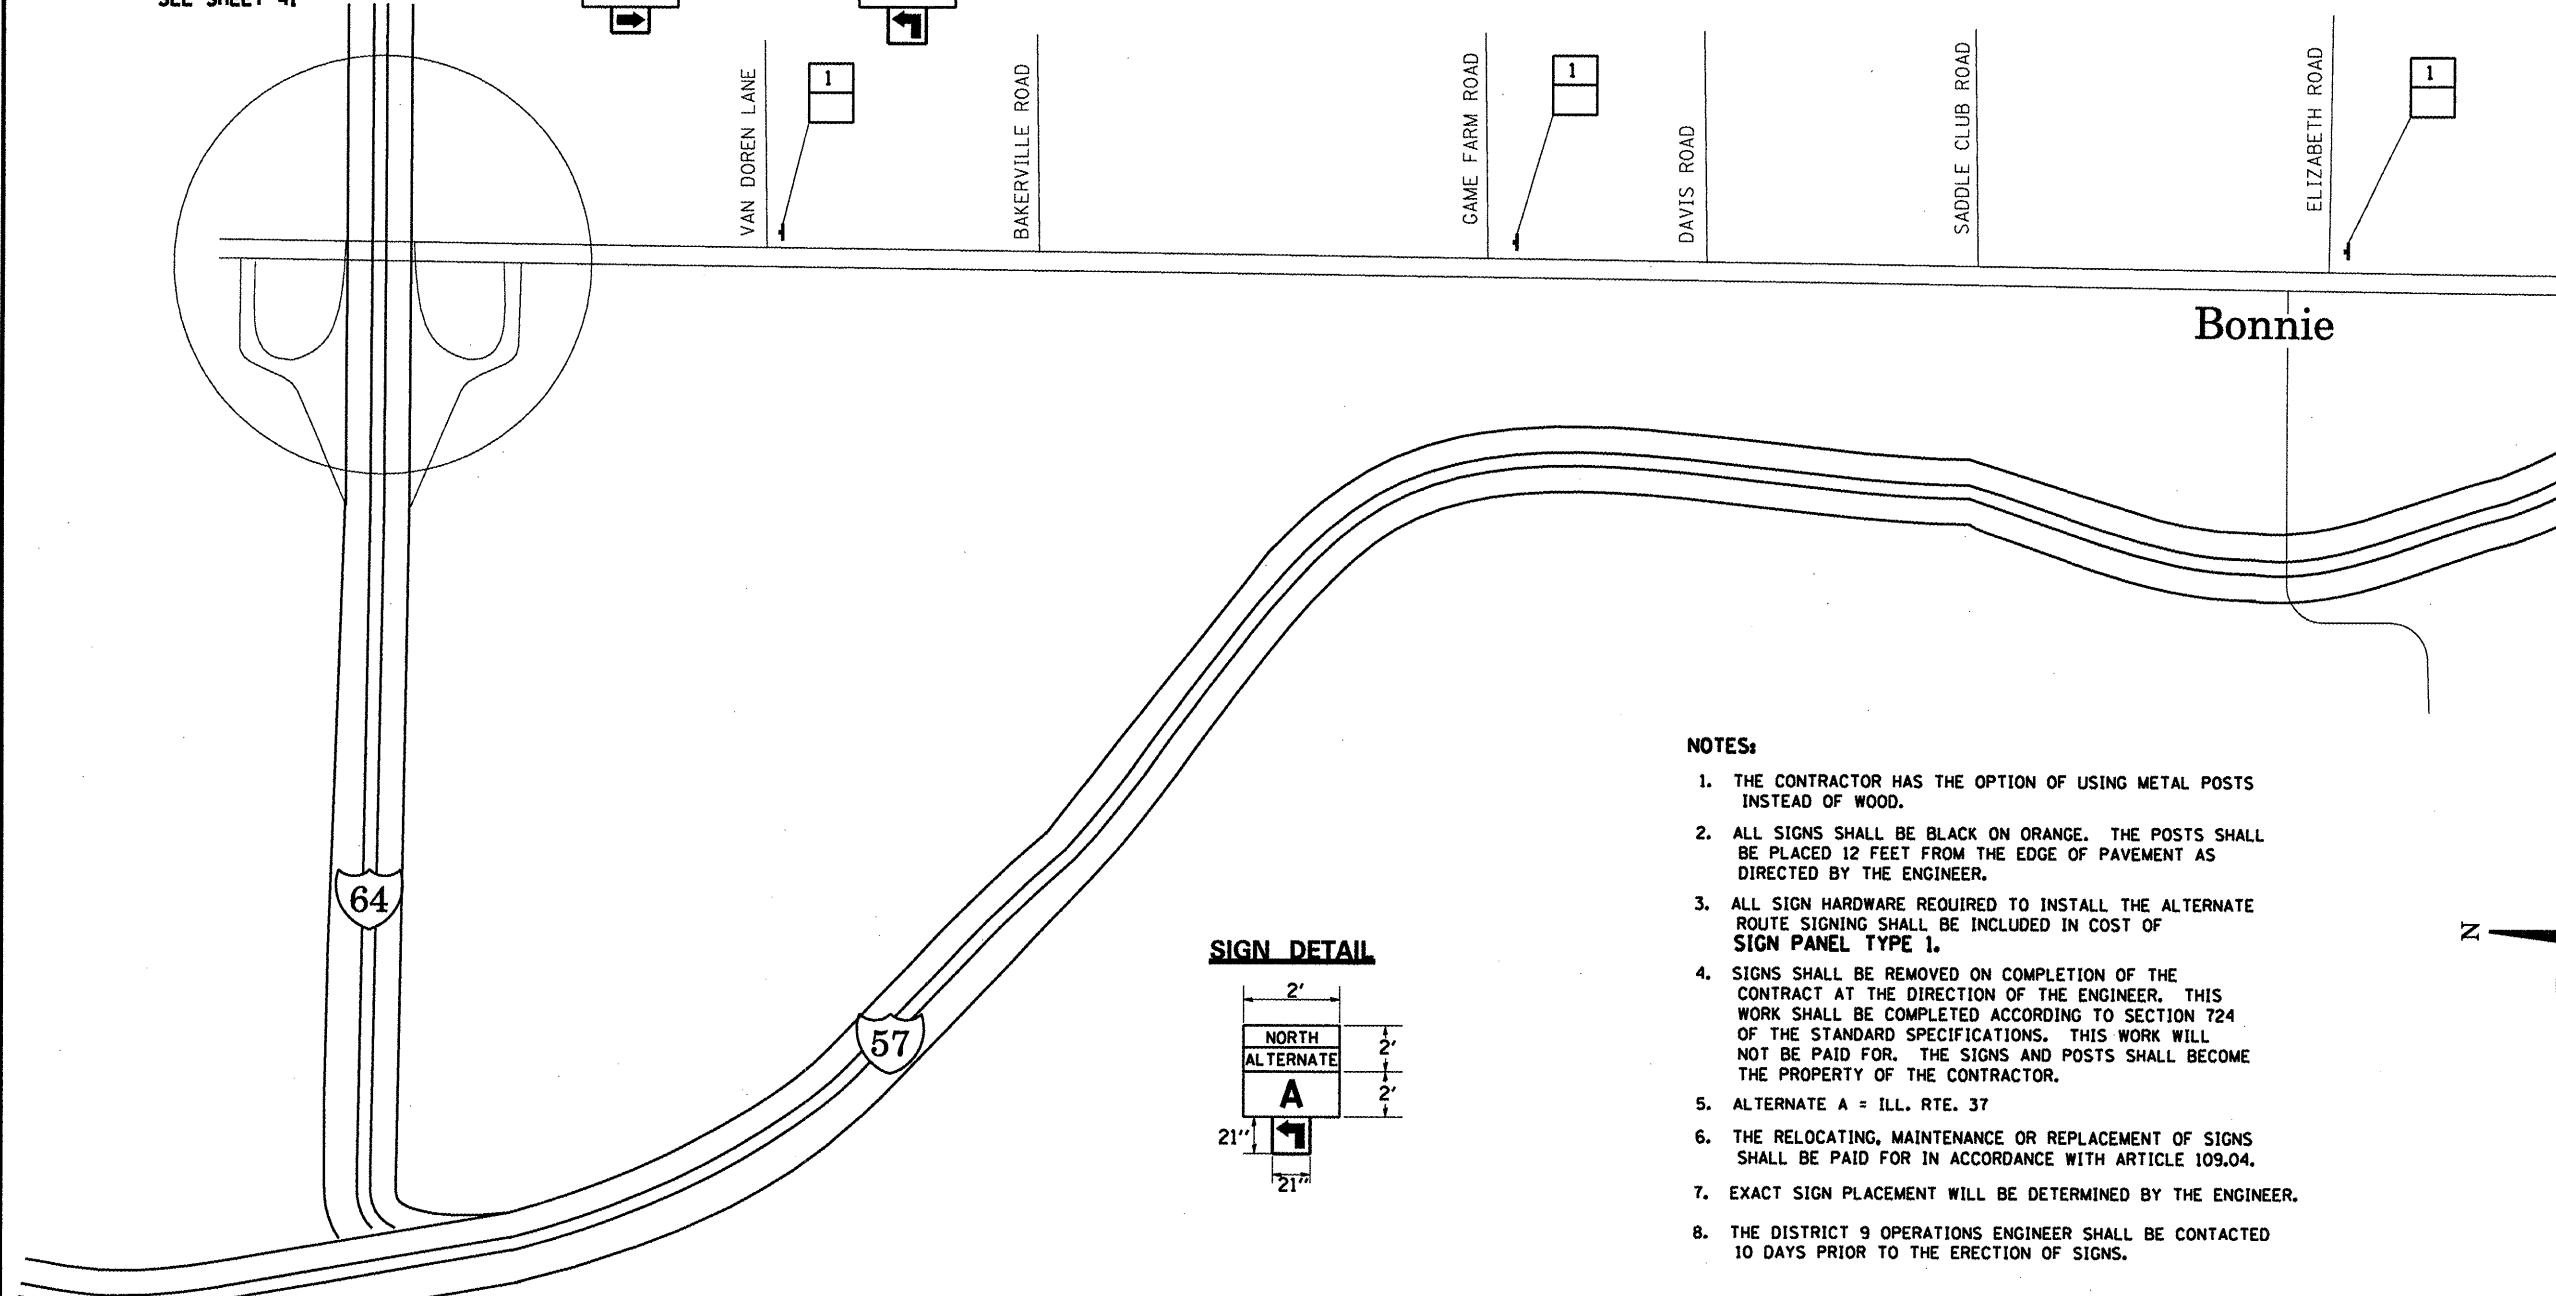 SEE SHEET 41
VAN DOREN LANE
1
BAKERVILLE ROAD
GAME FARM ROAD
1
DAVIS ROAD
SADDLE CLUB ROAD
ELIZABETH ROAD
1
Bonnie
64
57
SIGN DETAIL
2'
NORTH
ALTERNATE
2'
A
2'
21"
21"
N
NOTES:
1. THE CONTRACTOR HAS THE OPTION OF USING METAL POSTS
INSTEAD OF WOOD.
2. ALL SIGNS SHALL BE BLACK ON ORANGE. THE POSTS SHALL
BE PLACED 12 FEET FROM THE EDGE OF PAVEMENT AS
DIRECTED BY THE ENGINEER.
3. ALL SIGN HARDWARE REQUIRED TO INSTALL THE ALTERNATE
ROUTE SIGNING SHALL BE INCLUDED IN COST OF
SIGN PANEL TYPE 1.
4. SIGNS SHALL BE REMOVED ON COMPLETION OF THE
CONTRACT AT THE DIRECTION OF THE ENGINEER. THIS
WORK SHALL BE COMPLETED ACCORDING TO SECTION 724
OF THE STANDARD SPECIFICATIONS. THIS WORK WILL
NOT BE PAID FOR. THE SIGNS AND POSTS SHALL BECOME
THE PROPERTY OF THE CONTRACTOR.
5. ALTERNATE A = ILL. RTE. 37
6. THE RELOCATING, MAINTENANCE OR REPLACEMENT OF SIGNS
SHALL BE PAID FOR IN ACCORDANCE WITH ARTICLE 109.04.
7. EXACT SIGN PLACEMENT WILL BE DETERMINED BY THE ENGINEER.
8. THE DISTRICT 9 OPERATIONS ENGINEER SHALL BE CONTACTED
10 DAYS PRIOR TO THE ERECTION OF SIGNS.